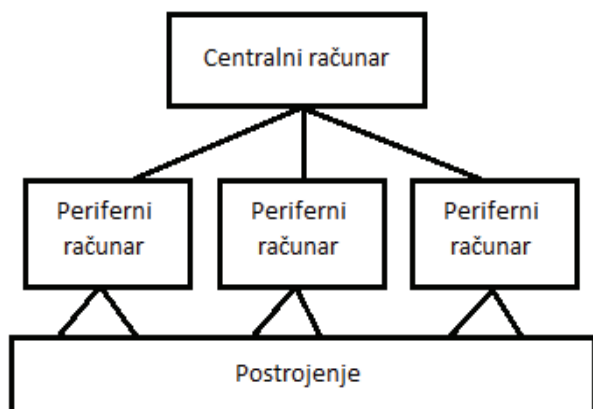 Centralni računar
Periferni
računar
Periferni
računar
Periferni
računar
Postrojenje